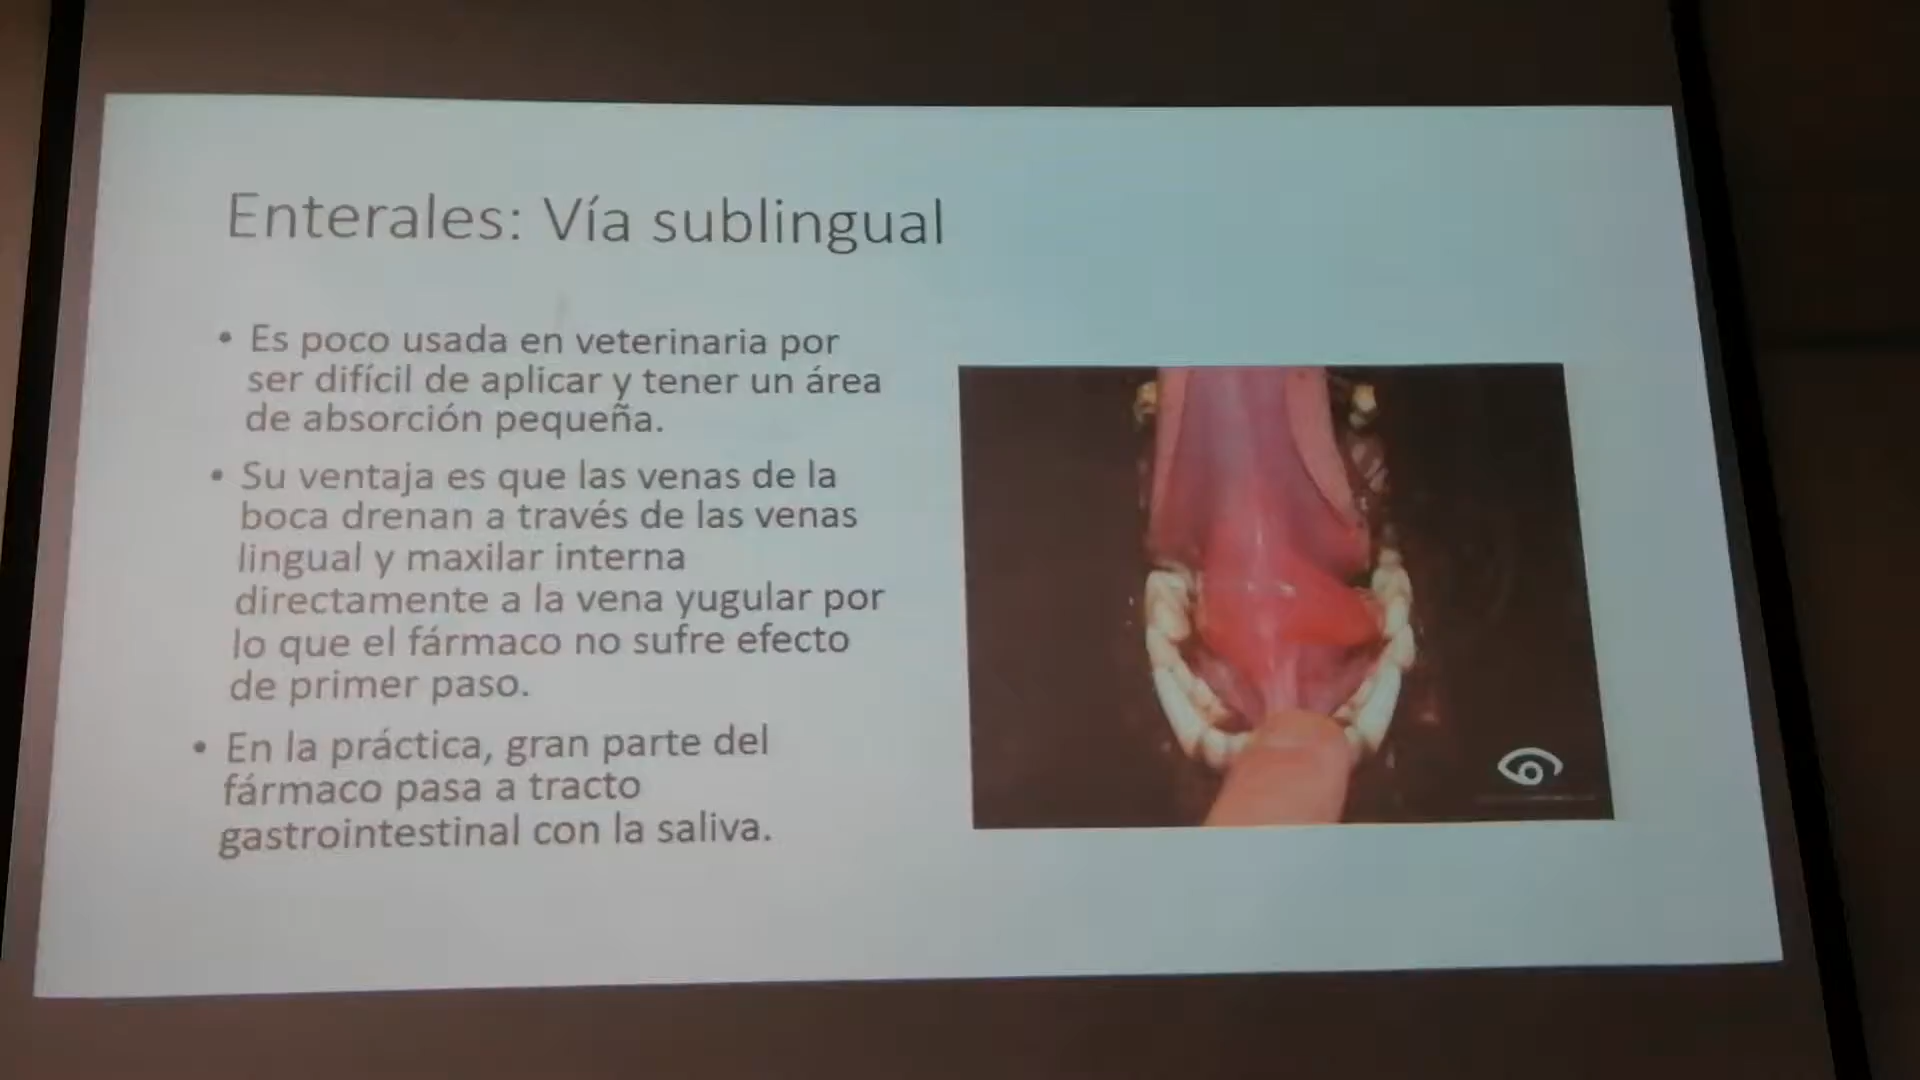 Enterales: Vía sublingual
• Es poco usada en veterinaria por
ser difícil de aplicar y tener un área
de absorción pequeña.
• Su ventaja es que las venas de la
boca drenan a través de las venas
lingual y maxilar interna
directamente a la vena yugular por
lo que el fármaco no sufre efecto
de primer paso.
• En la práctica, gran parte del
fármaco pasa a tracto
gastrointestinal con la saliva.